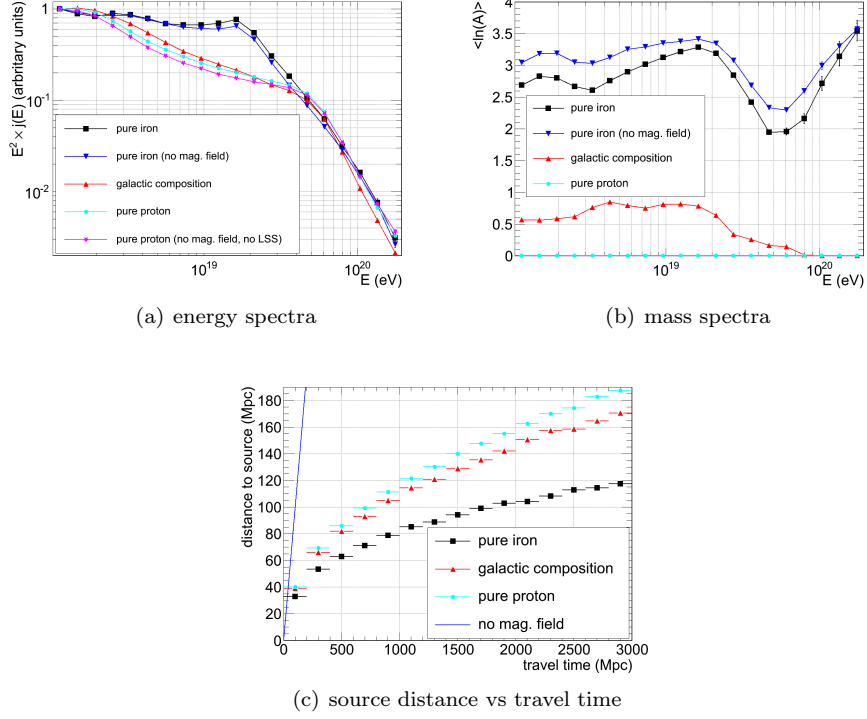 E² × j(E) (arbritary units)
1
10⁻¹
10⁻²
pure iron
pure iron (no mag. field)
galactic composition
pure proton
pure proton (no mag. field, no LSS)
10¹⁹
10²⁰
E (eV)
(a) energy spectra
<ln(A)>
4
3.5
3
2.5
2
1.5
1
0.5
0
pure iron
pure iron (no mag. field)
galactic composition
pure proton
10¹⁹
10²⁰
E (eV)
(b) mass spectra
distance to source (Mpc)
180
160
140
120
100
80
60
40
20
0
pure iron
galactic composition
pure proton
no mag. field
0 500 1000 1500 2000 2500 3000
travel time (Mpc)
(c) source distance vs travel time